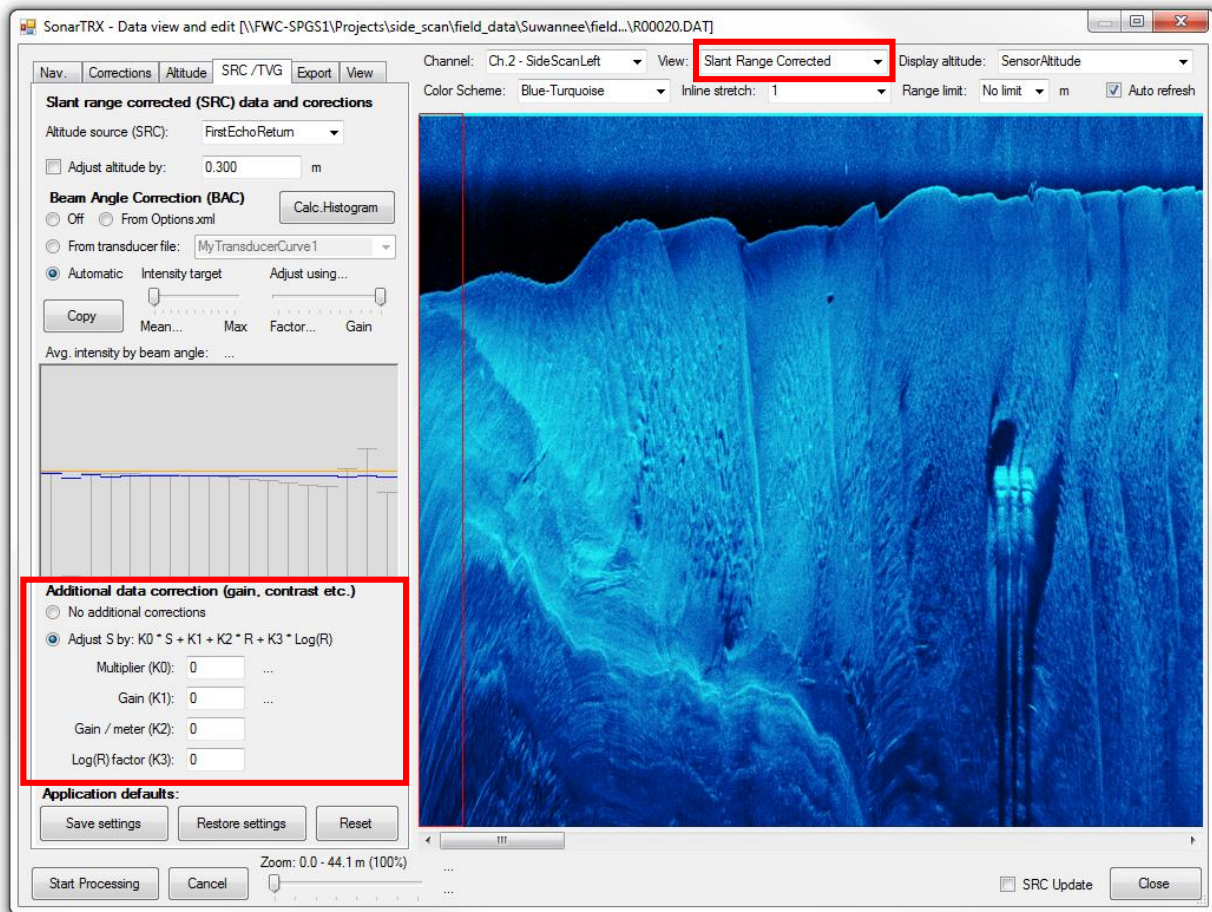 SonarTRX - Data view and edit [\\FWC-SPGS1\Projects\side_scan\field_data\Suwannee\field...\R00020.DAT]
Nav. Corrections Altitude SRC /TVG Export View
Channel: Ch.2 - SideScanLeft View: Slant Range Corrected Display altitude: SensorAltitude
Color Scheme: Blue-Turquoise Inline stretch: 1 Range limit: No limit m Auto refresh
Slant range corrected (SRC) data and corections
Altitude source (SRC): FirstEchoReturn
Adjust altitude by: 0.300 m
Beam Angle Correction (BAC)
Off From Options.xml Calc.Histogram
From transducer file: MyTransducerCurve1
Automatic Intensity target Adjust using...
Copy
Mean... Max Factor... Gain
Avg. intensity by beam angle: ...
Additional data correction (gain, contrast etc.)
No additional corrections
Adjust S by: K0 * S + K1 + K2 * R + K3 * Log(R)
Multiplier (K0): 0 ...
Gain (K1): 0 ...
Gain / meter (K2): 0
Log(R) factor (K3): 0
Application defaults:
Save settings Restore settings Reset
Start Processing Cancel Zoom: 0.0 - 44.1 m (100%) ...
...
SRC Update Close